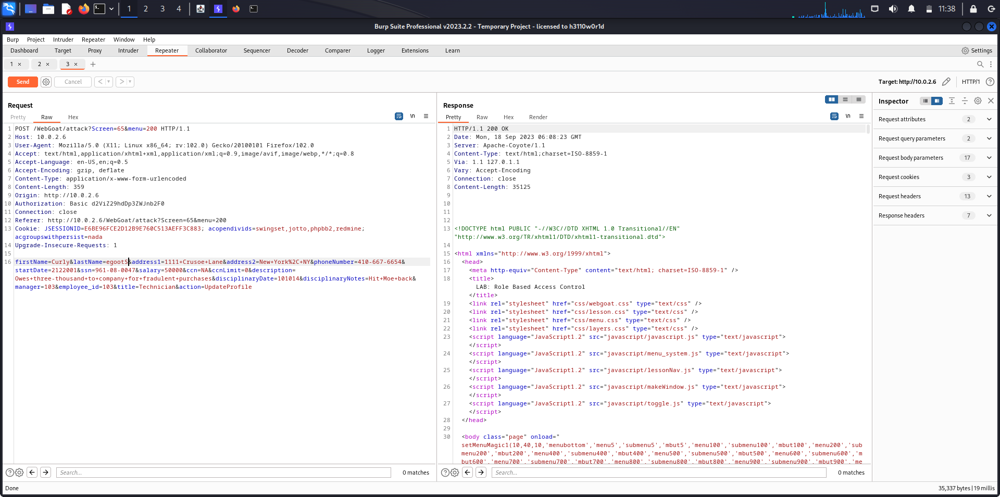 1 2 3 4 11:38
Burp Suite Professional v2023.2.2 - Temporary Project - licensed to h3110w0r1d
Burp Project Intruder Repeater Window Help
Dashboard Target Proxy Intruder Repeater Collaborator Sequencer Decoder Comparer Logger Extensions Learn Settings
1 × 2 × 3 × +
Send Cancel < > Target: http://10.0.2.6 HTTP/1
Request
Pretty Raw Hex \n
1 POST /WebGoat/attack?Screen=65&menu=200 HTTP/1.1
2 Host: 10.0.2.6
3 User-Agent: Mozilla/5.0 (X11; Linux x86_64; rv:102.0) Gecko/20100101 Firefox/102.0
4 Accept: text/html,application/xhtml+xml,application/xml;q=0.9,image/avif,image/webp,*/*;q=0.8
5 Accept-Language: en-US,en;q=0.5
6 Accept-Encoding: gzip, deflate
7 Content-Type: application/x-www-form-urlencoded
8 Content-Length: 359
9 Origin: http://10.0.2.6
10 Authorization: Basic d2ViZ29hdDp3ZWJnb2F0
11 Connection: close
12 Referer: http://10.0.2.6/WebGoat/attack?Screen=65&menu=200
13 Cookie: JSESSIONID=E6BE96FCE2D12B9E760C513AEFF3C883; acopendivids=swingset,jotto,phpbb2,redmine;
acgroupswithpersist=nada
14 Upgrade-Insecure-Requests: 1
15
16 firstName=Curly&lastName=egootS&address1=1111+Crusoe+Lane&address2=New+York%2C+NY&phoneNumber=410-667-6654&
startDate=2122001&ssn=961-08-0047&salary=50000&ccn=NA&ccnLimit=0&description=
Owes+three-thousand+to+company+for+fradulent+purchases&disciplinaryDate=101014&disciplinaryNotes=Hit+Moe+back&
manager=103&employee_id=103&title=Technician&action=UpdateProfile
Search... 0 matches
Response
Pretty Raw Hex Render \n
1 HTTP/1.1 200 OK
2 Date: Mon, 18 Sep 2023 06:08:23 GMT
3 Server: Apache-Coyote/1.1
4 Content-Type: text/html;charset=ISO-8859-1
5 Via: 1.1 127.0.1.1
6 Vary: Accept-Encoding
7 Connection: close
8 Content-Length: 35125
9
10
11
12
13 <!DOCTYPE html PUBLIC "-//W3C//DTD XHTML 1.0 Transitional//EN"
"http://www.w3.org/TR/xhtml1/DTD/xhtml1-transitional.dtd">
14
15 <html xmlns="http://www.w3.org/1999/xhtml">
16 <head>
17 <meta http-equiv="Content-Type" content="text/html; charset=ISO-8859-1" />
18 <title>
LAB: Role Based Access Control
</title>
19 <link rel="stylesheet" href="css/webgoat.css" type="text/css" />
20 <link rel="stylesheet" href="css/lesson.css" type="text/css" />
21 <link rel="stylesheet" href="css/menu.css" type="text/css" />
22 <link rel="stylesheet" href="css/layers.css" type="text/css" />
23 <script language="JavaScript1.2" src="javascript/javascript.js" type="text/javascript">
</script>
24 <script language="JavaScript1.2" src="javascript/menu_system.js" type="text/javascript">
</script>
25 <script language="JavaScript1.2" src="javascript/lessonNav.js" type="text/javascript">
</script>
26 <script language="JavaScript1.2" src="javascript/makeWindow.js" type="text/javascript">
</script>
27 <script language="JavaScript1.2" src="javascript/toggle.js" type="text/javascript">
</script>
28 </head>
29
30 <body class="page" onload="
setMenuMagic1(10,40,10,'menubottom','menu5','submenu5','mbut5','menu100','submenu100','mbut100','menu200','sub
menu200','mbut200','menu400','submenu400','mbut400','menu500','submenu500','mbut500','menu600','submenu600','m
but600','menu700','submenu700','mbut700','menu800','submenu800','mbut800','menu900','submenu900','mbut900','me
Search... 0 matches
Inspector
Request attributes 2
Request query parameters 2
Request body parameters 17
Request cookies 3
Request headers 13
Response headers 7
Done 35,337 bytes | 19 millis